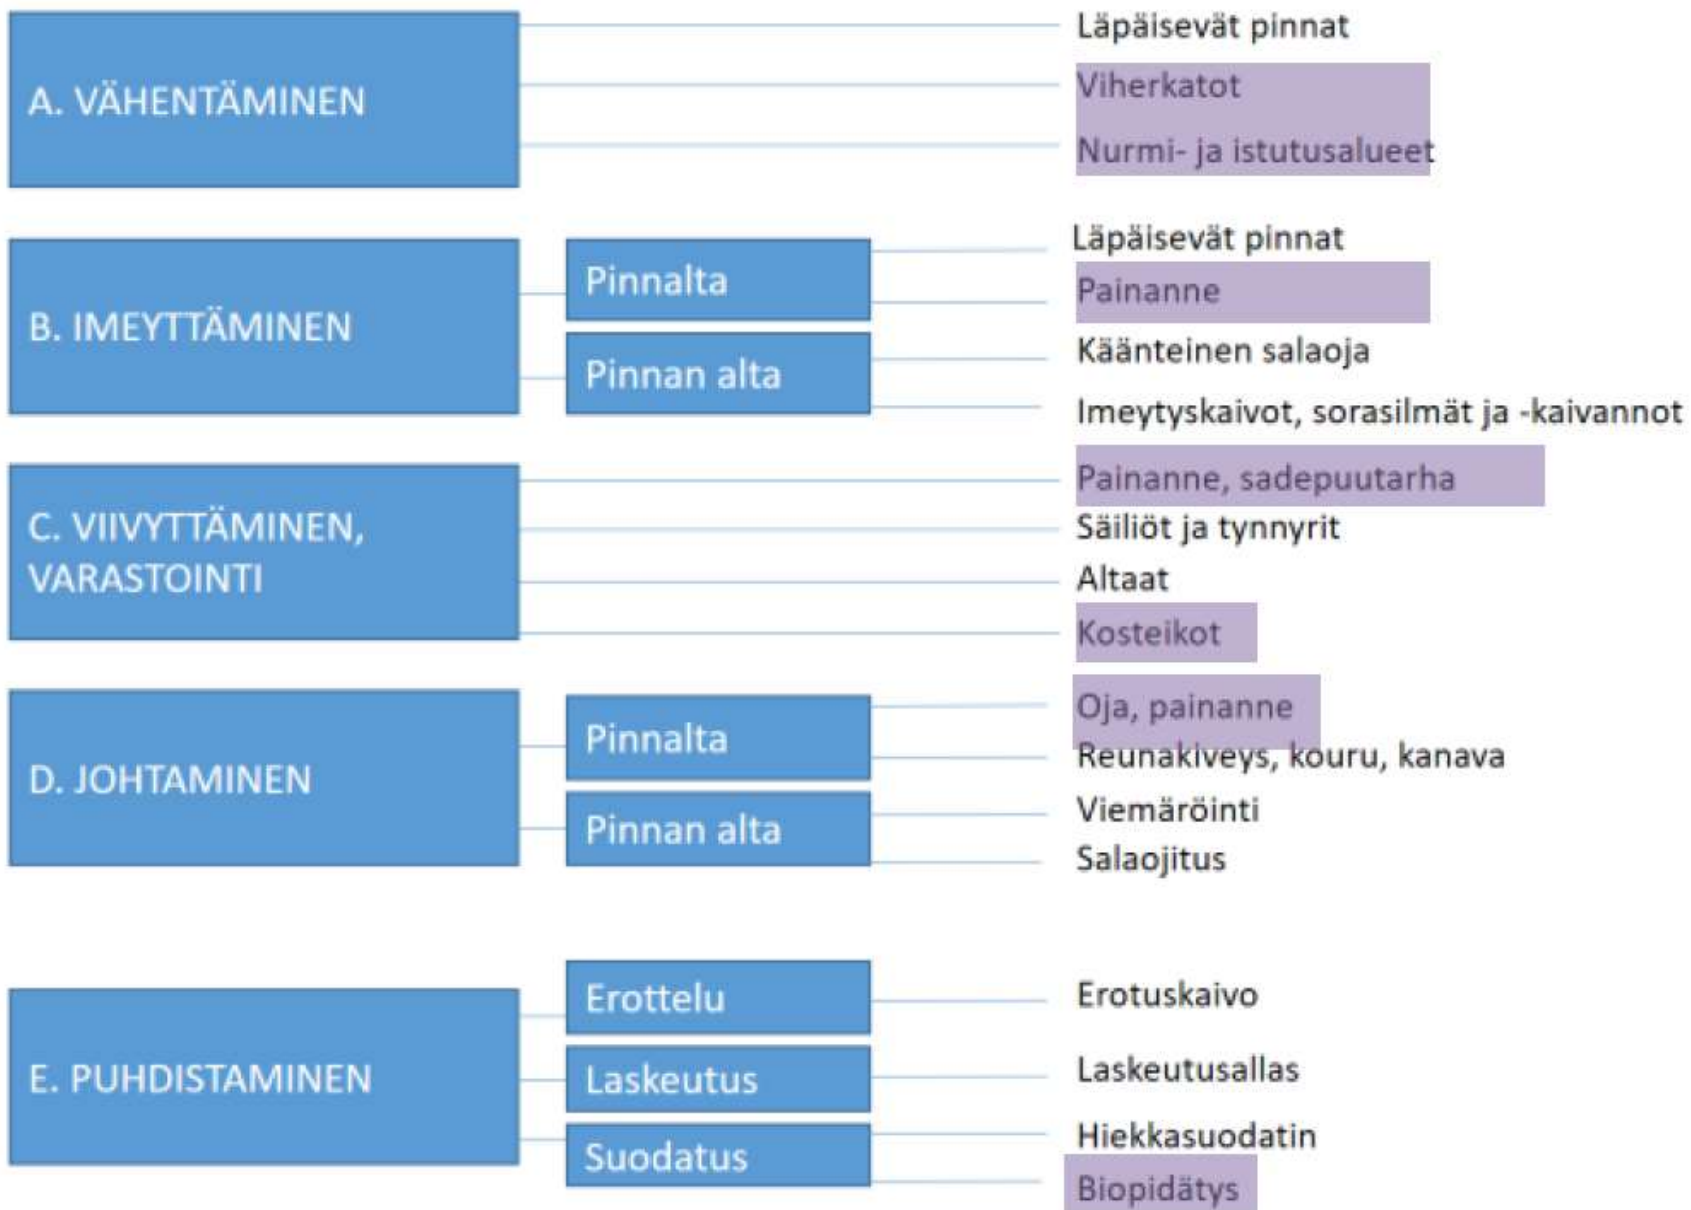 A. VÄHENTÄMINEN
Läpäisevät pinnat
Viherkatot
Nurmi- ja istutusalueet
B. IMEYTTÄMINEN
Pinnalta
Läpäisevät pinnat
Painanne
Pinnan alta
Käänteinen salaoja
Imeytyskaivot, sorasilmät ja -kaivannot
C. VIIVYTTÄMINEN,
VARASTOINTI
Painanne, sadepuutarha
Säiliöt ja tynnyrit
Altaat
Kosteikot
D. JOHTAMINEN
Pinnalta
Oja, painanne
Reunakiveys, kouru, kanava
Pinnan alta
Viemäröinti
Salaojitus
E. PUHDISTAMINEN
Erottelu
Erotuskaivo
Laskeutus
Laskeutusallas
Suodatus
Hiekkasuodatin
Biopidätys